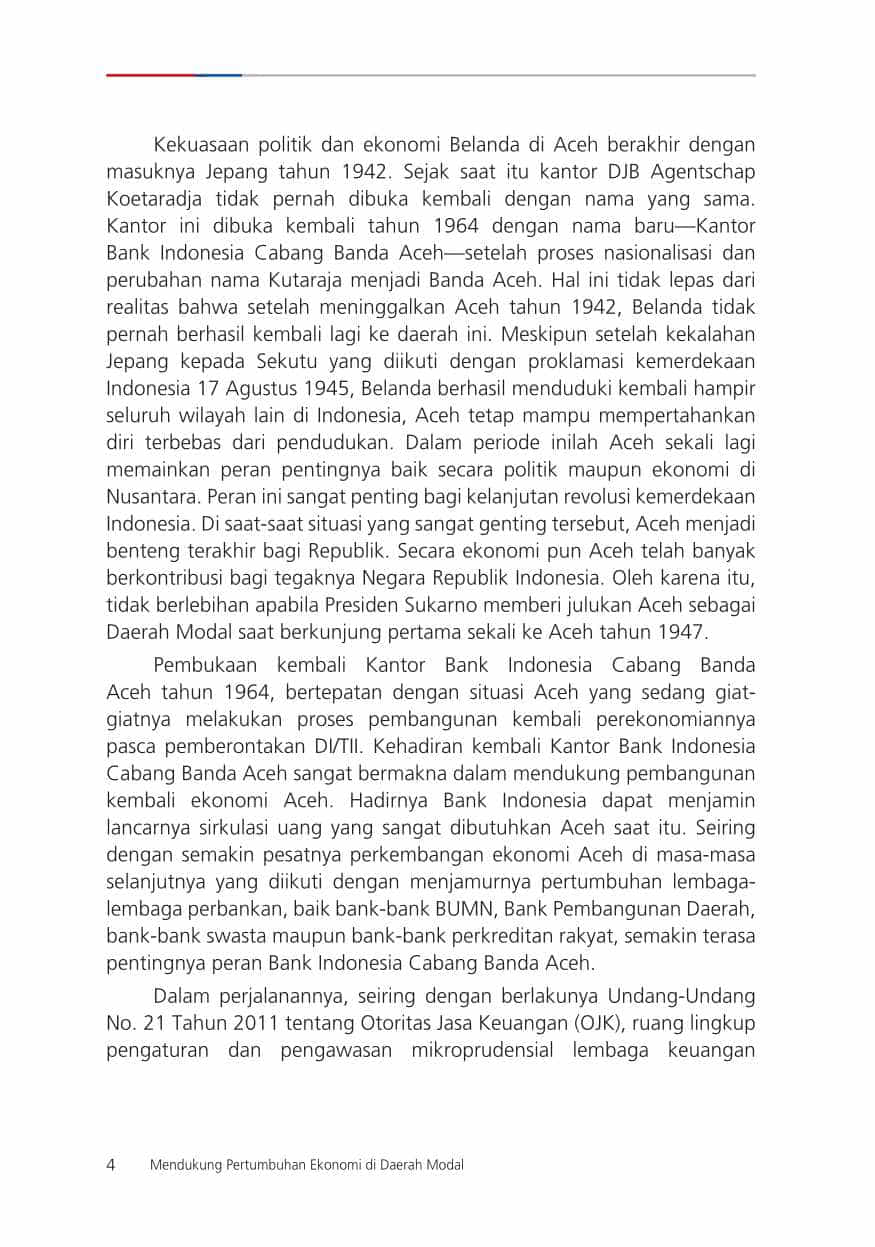 Kekuasaan politik dan ekonomi Belanda di Aceh berakhir dengan
masuknya Jepang tahun 1942. Sejak saat itu kantor DJB Agentschap
Koetaradja tidak pernah dibuka kembali dengan nama yang sama.
Kantor ini dibuka kembali tahun 1964 dengan nama baru—Kantor
Bank Indonesia Cabang Banda Aceh—setelah proses nasionalisasi dan
perubahan nama Kutaraja menjadi Banda Aceh. Hal ini tidak lepas dari
realitas bahwa setelah meninggalkan Aceh tahun 1942, Belanda tidak
pernah berhasil kembali lagi ke daerah ini. Meskipun setelah kekalahan
Jepang kepada Sekutu yang diikuti dengan proklamasi kemerdekaan
Indonesia 17 Agustus 1945, Belanda berhasil menduduki kembali hampir
seluruh wilayah lain di Indonesia, Aceh tetap mampu mempertahankan
diri terbebas dari pendudukan. Dalam periode inilah Aceh sekali lagi
memainkan peran pentingnya baik secara politik maupun ekonomi di
Nusantara. Peran ini sangat penting bagi kelanjutan revolusi kemerdekaan
Indonesia. Di saat-saat situasi yang sangat genting tersebut, Aceh menjadi
benteng terakhir bagi Republik. Secara ekonomi pun Aceh telah banyak
berkontribusi bagi tegaknya Negara Republik Indonesia. Oleh karena itu,
tidak berlebihan apabila Presiden Sukarno memberi julukan Aceh sebagai
Daerah Modal saat berkunjung pertama sekali ke Aceh tahun 1947.
Pembukaan kembali Kantor Bank Indonesia Cabang Banda
Aceh tahun 1964, bertepatan dengan situasi Aceh yang sedang giat-
giatnya melakukan proses pembangunan kembali perekonomiannya
pasca pemberontakan DI/TII. Kehadiran kembali Kantor Bank Indonesia
Cabang Banda Aceh sangat bermakna dalam mendukung pembangunan
kembali ekonomi Aceh. Hadirnya Bank Indonesia dapat menjamin
lancarnya sirkulasi uang yang sangat dibutuhkan Aceh saat itu. Seiring
dengan semakin pesatnya perkembangan ekonomi Aceh di masa-masa
selanjutnya yang diikuti dengan menjamurnya pertumbuhan lembaga-
lembaga perbankan, baik bank-bank BUMN, Bank Pembangunan Daerah,
bank-bank swasta maupun bank-bank perkreditan rakyat, semakin terasa
pentingnya peran Bank Indonesia Cabang Banda Aceh.
Dalam perjalanannya, seiring dengan berlakunya Undang-Undang
No. 21 Tahun 2011 tentang Otoritas Jasa Keuangan (OJK), ruang lingkup
pengaturan dan pengawasan mikroprudensial lembaga keuangan
4 Mendukung Pertumbuhan Ekonomi di Daerah Modal